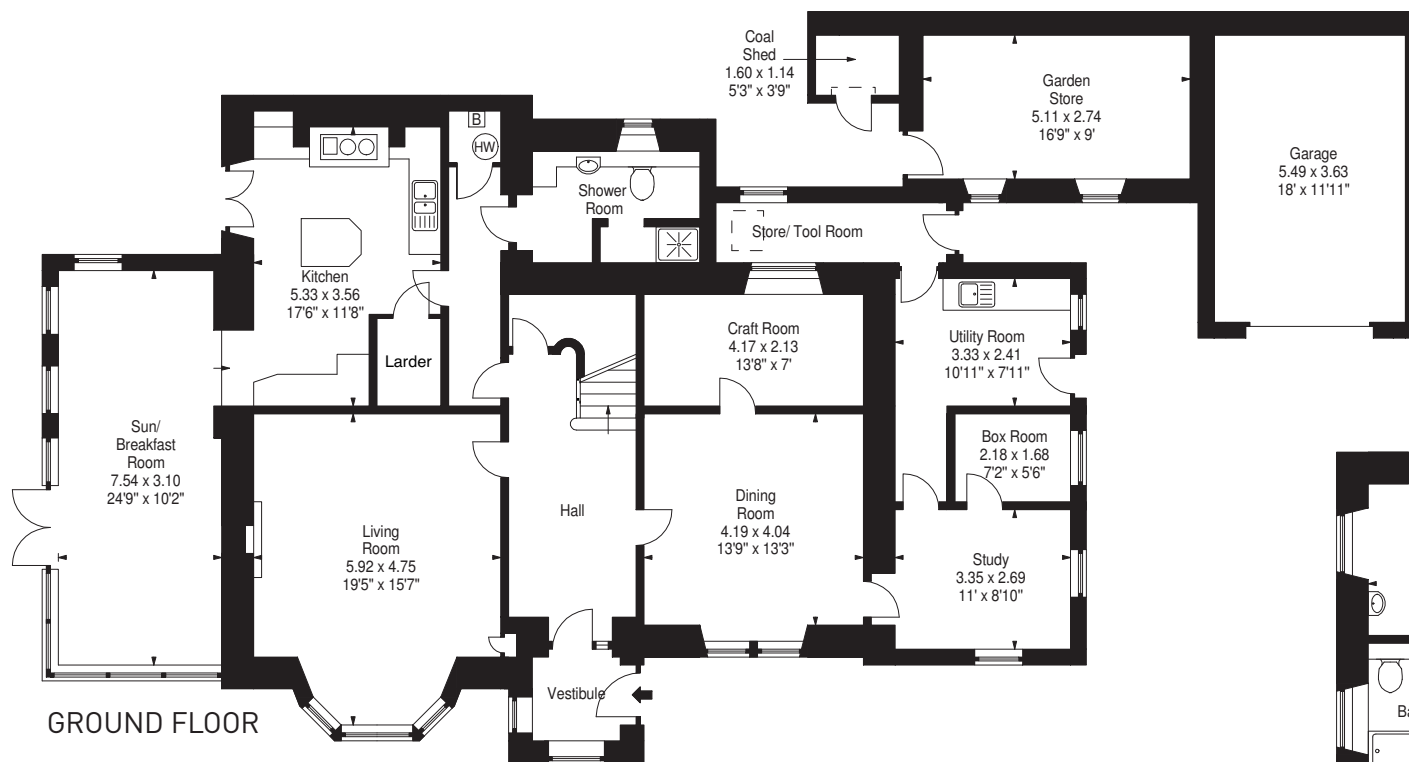 Coal
Shed
1.60 x 1.14
5'3" x 3'9"
Garden
Store
5.11 x 2.74
16'9" x 9'
Garage
5.49 x 3.63
18' x 11'11"
B
HW
Shower
Room
Store/ Tool Room
Kitchen
5.33 x 3.56
17'6" x 11'8"
Larder
Craft Room
4.17 x 2.13
13'8" x 7'
Utility Room
3.33 x 2.41
10'11" x 7'11"
Sun/
Breakfast
Room
7.54 x 3.10
24'9" x 10'2"
Box Room
2.18 x 1.68
7'2" x 5'6"
Living
Room
5.92 x 4.75
19'5" x 15'7"
Hall
Dining
Room
4.19 x 4.04
13'9" x 13'3"
Study
3.35 x 2.69
11' x 8'10"
Vestibule
GROUND FLOOR
Ba